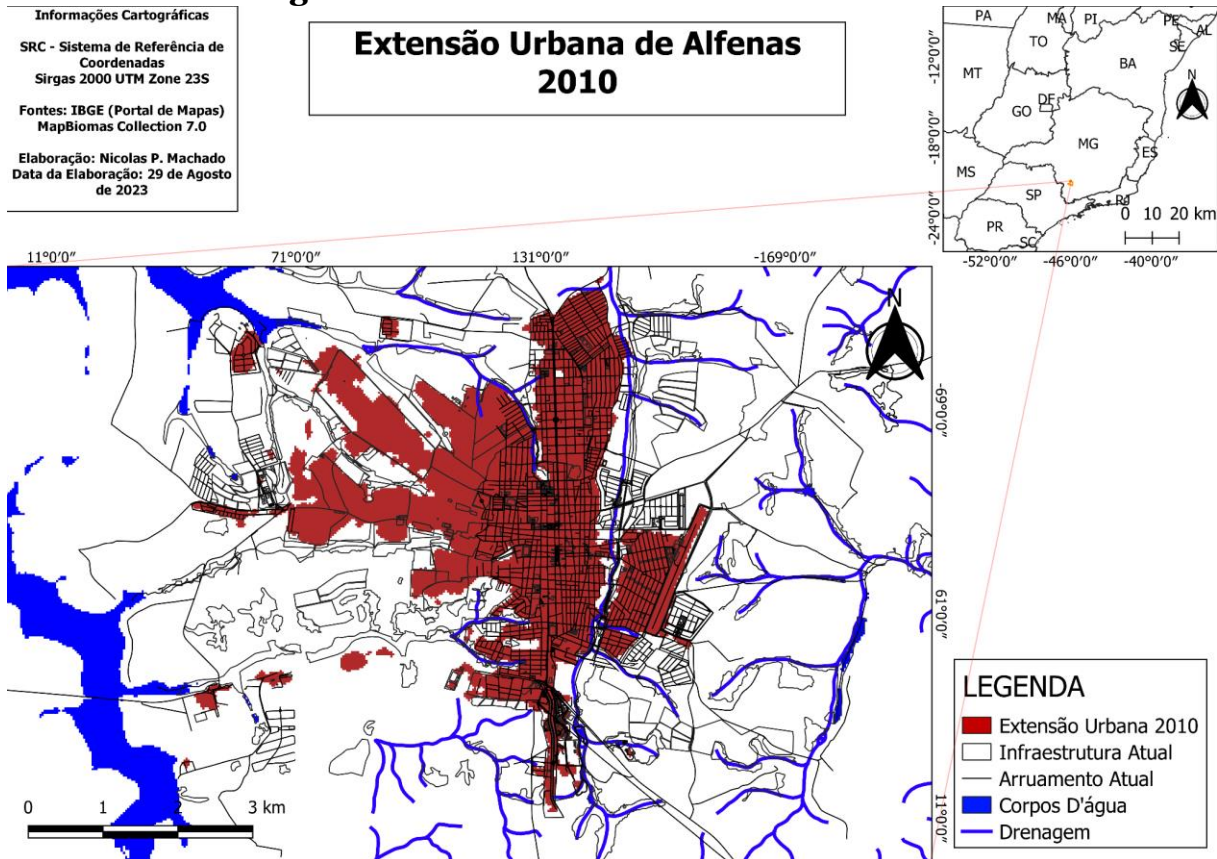 g
Informações Cartográficas
SRC - Sistema de Referência de
Coordenadas
Sirgas 2000 UTM Zone 23S
Fontes: IBGE (Portal de Mapas)
MapBiomas Collection 7.0
Elaboração: Nicolas P. Machado
Data da Elaboração: 29 de Agosto
de 2023
Extensão Urbana de Alfenas
2010
PA
MA
PI
PE
AL
TO
SE
MT
BA
N
DF
GO
MG
ES
MS
SP
RJ
PR
SC
0 10 20 km
-12°0'0"
-18°0'0"
-24°0'0"
-52°0'0"
-46°0'0"
-40°0'0"
11°0'0"
71°0'0"
131°0'0"
-169°0'0"
N
-69°0'0"
-61°0'0"
-11°0'0"
0 1 2 3 km
LEGENDA
Extensão Urbana 2010
Infraestrutura Atual
Arruamento Atual
Corpos D'água
Drenagem